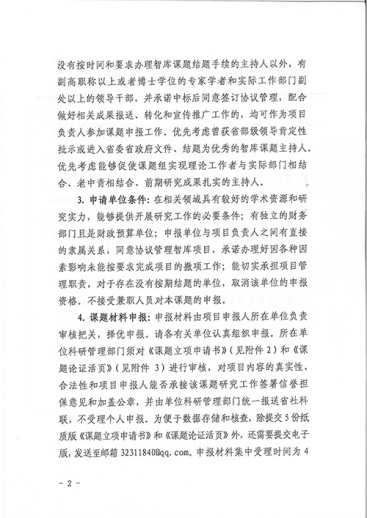 没有按时间和要求办理智库课题结题手续的主持人以外，有
副高职称以上或者博士学位的专家学者和实际工作部门副
处以上的领导干部，并承诺中标后同意签订协议管理，配合
做好相关成果报送、转化和宣传推广工作的，均可作为项目
负责人参加课题申报工作。优先考虑曾获省部级领导肯定性
批示或进入省委省政府文件、结题为优秀的智库课题主持人。
优先考虑能够促使课题组实现理论工作者与实际部门相结
合、老中青相结合、前期研究成果扎实的主持人。
3. 申请单位条件：在相关领域具有较好的学术资源和研
究实力，能够提供开展研究工作的必要条件；有独立的财务
部门且是财政预算单位；申报单位与项目负责人之间有直接
的隶属关系，同意协议管理智库项目，承诺办理好因各种因
素影响未能按要求完成项目的撤项工作；能切实承担项目管
理职责，对于存在没有按期结题的单位，取消该单位的申报
资格。不接受兼职人员对本课题的申报。
4. 课题材料申报：申报材料由项目申报人所在单位负责
审核把关，择优申报。请各有关单位认真组织申报。所在单
位科研管理部门须对《课题立项申请书》（见附件 2）和《课
题论证活页》（见附件 3）进行审核，对项目内容的真实性、
合法性和项目申报人能否承接该课题研究工作签署信誉担
保意见和加盖公章，并由单位科研管理部门统一报送省社科
联，不受理个人申报。为便于数据存储和核查，除提交 5 份纸
质版《课题立项申请书》和《课题论证活页》外，还需要提交电子
版，发送至邮箱 32311840@qq.com。申报材料集中受理时间为 4
- 2 -